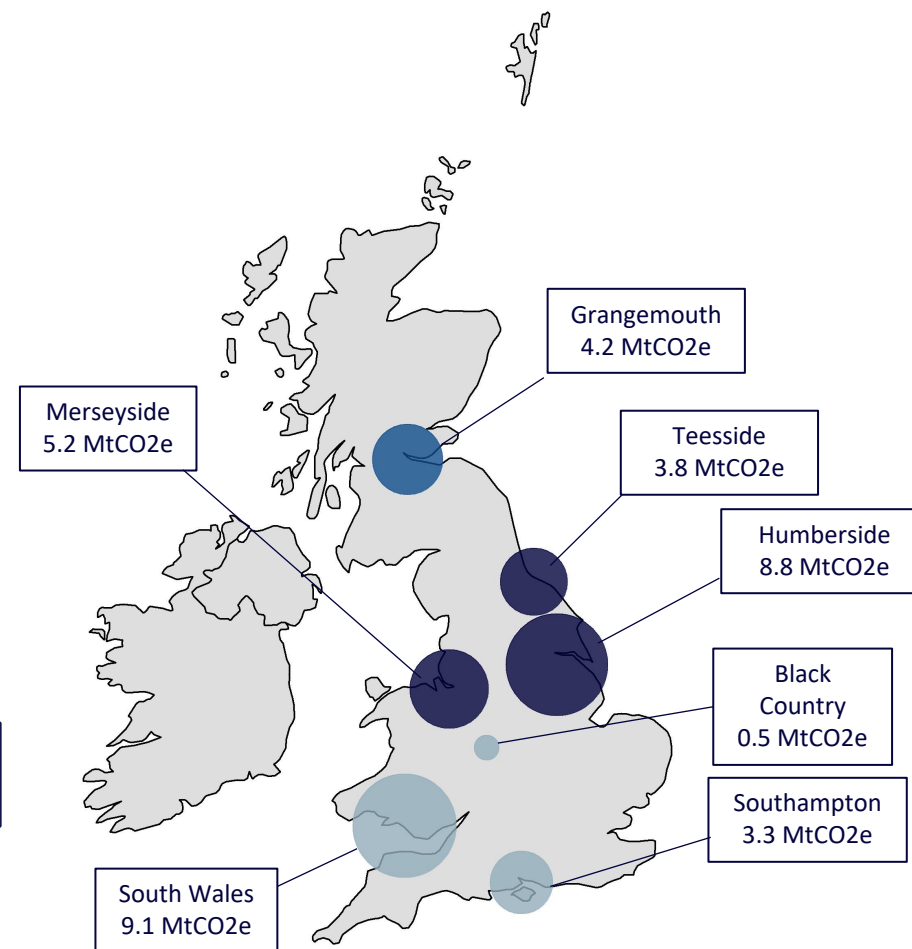 Grangemouth
4.2 MtCO2e
Merseyside
5.2 MtCO2e
Teesside
3.8 MtCO2e
Humberside
8.8 MtCO2e
Black
Country
0.5 MtCO2e
Southampton
3.3 MtCO2e
South Wales
9.1 MtCO2e